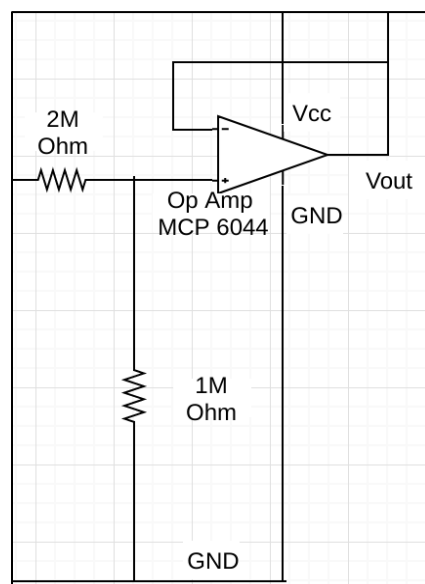 2M
Ohm
-
Vcc
+
Vout
Op Amp
MCP 6044
GND
1M
Ohm
GND